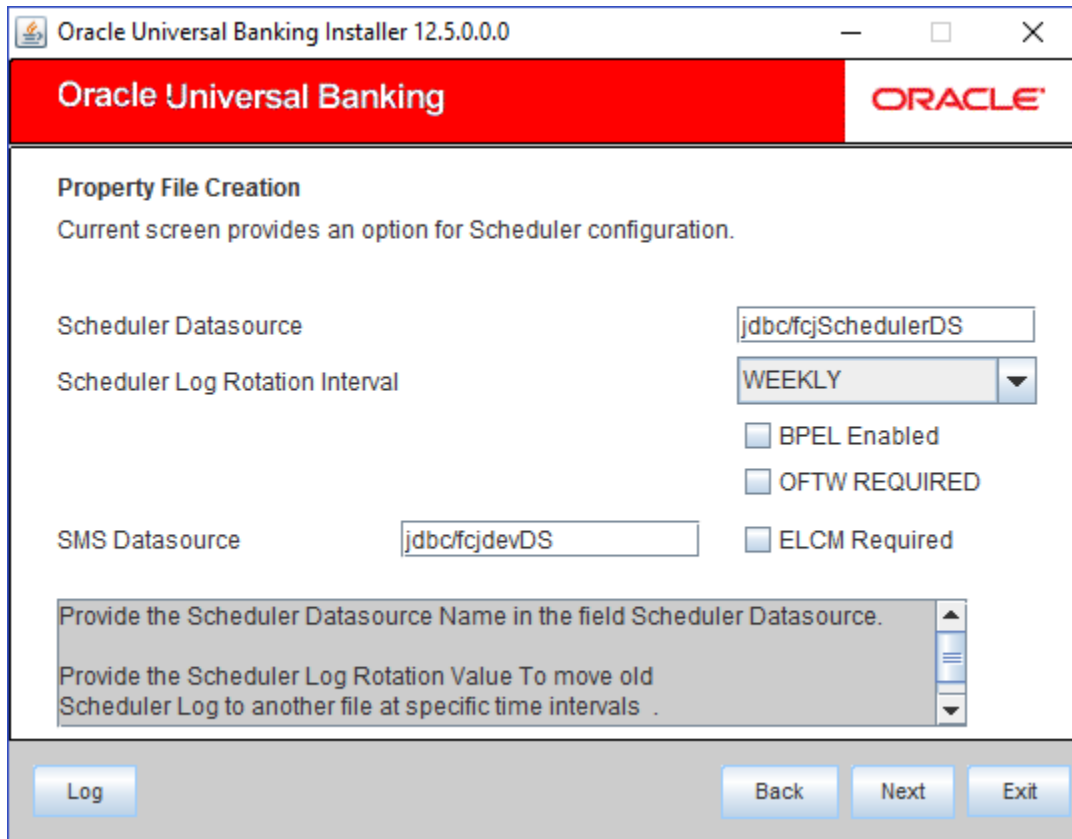 Oracle Universal Banking Installer 12.5.0.0.0
Oracle Universal Banking
ORACLE
Property File Creation
Current screen provides an option for Scheduler configuration.
Scheduler Datasource jdbc/fcjSchedulerDS
Scheduler Log Rotation Interval WEEKLY
BPEL Enabled
OFTW REQUIRED
SMS Datasource jdbc/fcjdevDS ELCM Required
Provide the Scheduler Datasource Name in the field Scheduler Datasource.
Provide the Scheduler Log Rotation Value To move old
Scheduler Log to another file at specific time intervals .
Log Back Next Exit